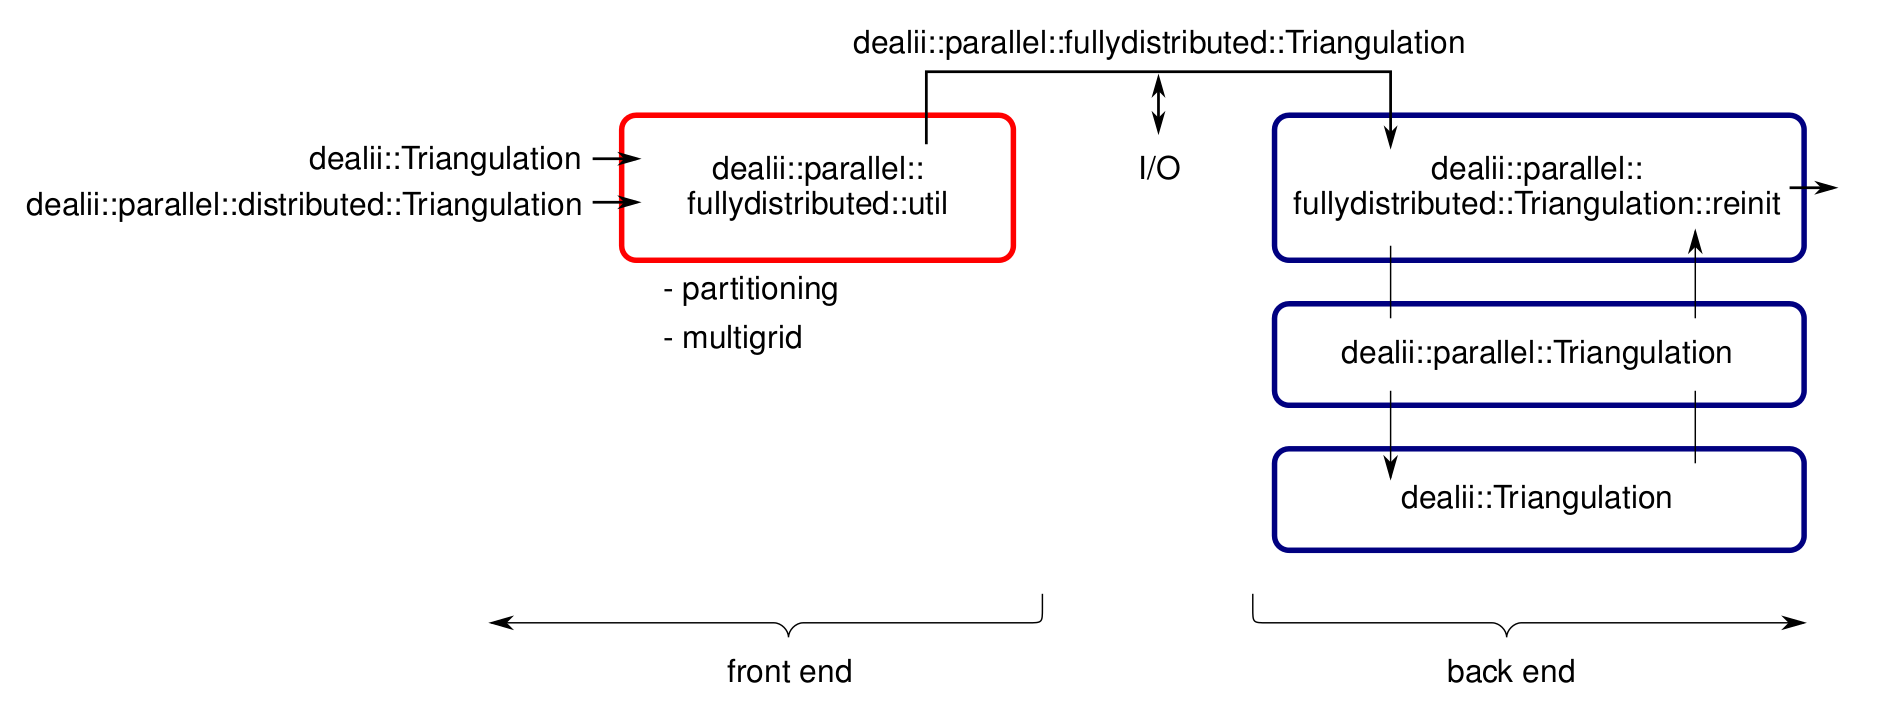 dealii::parallel::fullydistributed::Triangulation
dealii::Triangulation
dealii::parallel::distributed::Triangulation
dealii::parallel::
fullydistributed::util
- partitioning
- multigrid
I/O
dealii::parallel::
fullydistributed::Triangulation::reinit
dealii::parallel::Triangulation
dealii::Triangulation
front end
back end